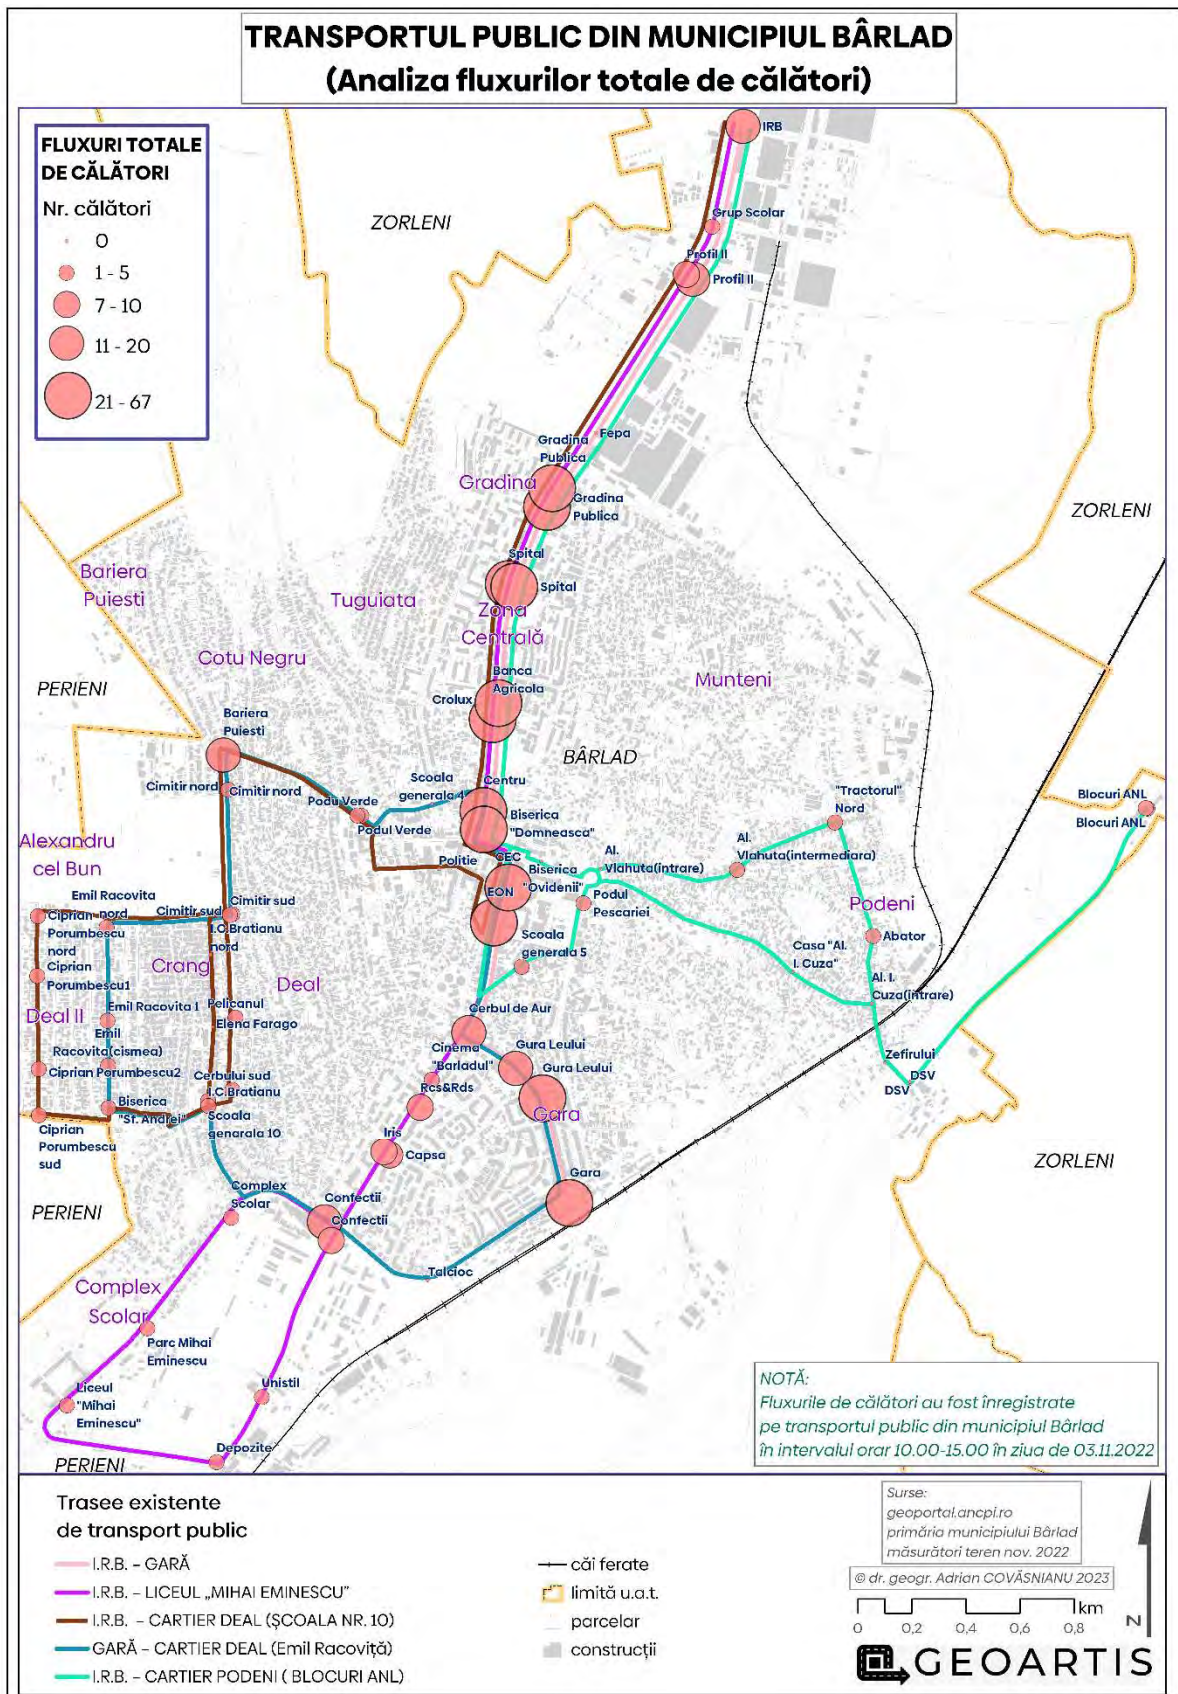 TRANSPORTUL PUBLIC DIN MUNICIPIUL BÂRLAD
(Analiza fluxurilor totale de călători)
FLUXURI TOTALE
DE CĂLĂTORI
Nr. călători
0
1 - 5
7 - 10
11 - 20
21 - 67
IRB
ZORLENI
Grup Scolar
Profil II
Profil II
Fepa
Gradina
Publica
Gradina
Gradina
Publica
ZORLENI
Spital
Spital
Bariera
Puiesti
Tuguiata
Zona
Centrală
Cotu Negru
Munteni
PERIENI
Banca
Agricola
Crolux
Bariera
Puiesti
BÂRLAD
Cimitir nord
Cimitir nord
Scoala
generala 4
Centru
Podu Verde
Podul Verde
Biserica
"Domneasca"
"Tractorul"
Nord
Blocuri ANL
Blocuri ANL
Alexandru
cel Bun
Politie
CEC
Biserica
"Ovidenii"
EON
Al.
Vlahuta(intrare)
Al.
Vlahuta(intermediara)
Podul
Pescariei
Podeni
Emil Racovita
nord
Cimitir sud
Cimitir sud
Ciprian
Porumbescu
nord
I.C.Bratianu
nord
Scoala
generala 5
Abator
Casa "Al.
I. Cuza"
Crang
Deal
Ciprian
Porumbescu1
Al. I.
Cuza(intrare)
Deal II
Emil Racovita 1
Pelicanul
Elena Farago
Cerbul de Aur
Emil
Racovita(cismea)
Cinema
"Barladul"
Gura Leului
Gura Leului
Zefirului
DSV
DSV
Ciprian Porumbescu2
Cerbului sud
I.C.Bratianu
Rcs&Rds
Biserica
"Sf. Andrei"
Scoala
genarala 10
Gara
Ciprian
Porumbescu
sud
Iris
Capsa
ZORLENI
Complex
Scolar
Gara
PERIENI
Confectii
Confectii
Talcioc
Complex
Scolar
Parc Mihai
Eminescu
Liceul
"Mihai
Eminescu"
Unistil
Depozite
PERIENI
NOTĂ:
Fluxurile de călători au fost înregistrate
pe transportul public din municipiul Bârlad
în intervalul orar 10.00-15.00 în ziua de 03.11.2022
Trasee existente
de transport public
I.R.B. - GARĂ
I.R.B. - LICEUL „MIHAI EMINESCU"
I.R.B. - CARTIER DEAL (ȘCOALA NR. 10)
GARĂ - CARTIER DEAL (Emil Racoviță)
I.R.B. - CARTIER PODENI ( BLOCURI ANL)
căi ferate
limită u.a.t.
parcelar
construcții
Surse:
geoportal.ancpi.ro
primăria municipiului Bârlad
măsurători teren nov. 2022
© dr. geogr. Adrian COVĂSNIANU 2023
km
0 0,2 0,4 0,6 0,8
N
GEOARTIS